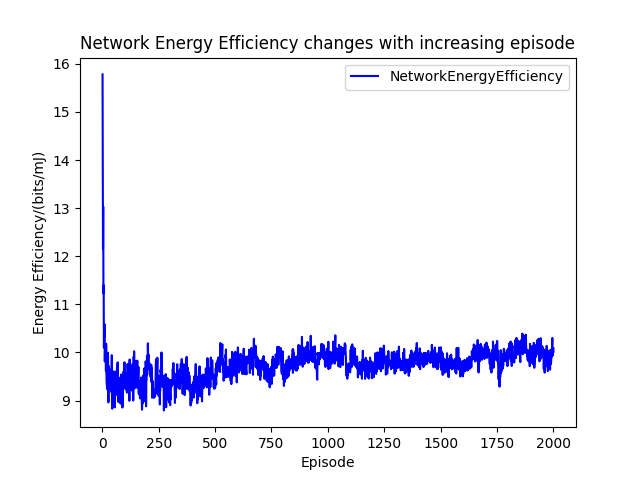 Network Energy Efficiency changes with increasing episode
NetworkEnergyEfficiency
Energy Efficiency/(bits/mJ)
16
15
14
13
12
11
10
9
0 250 500 750 1000 1250 1500 1750 2000
Episode